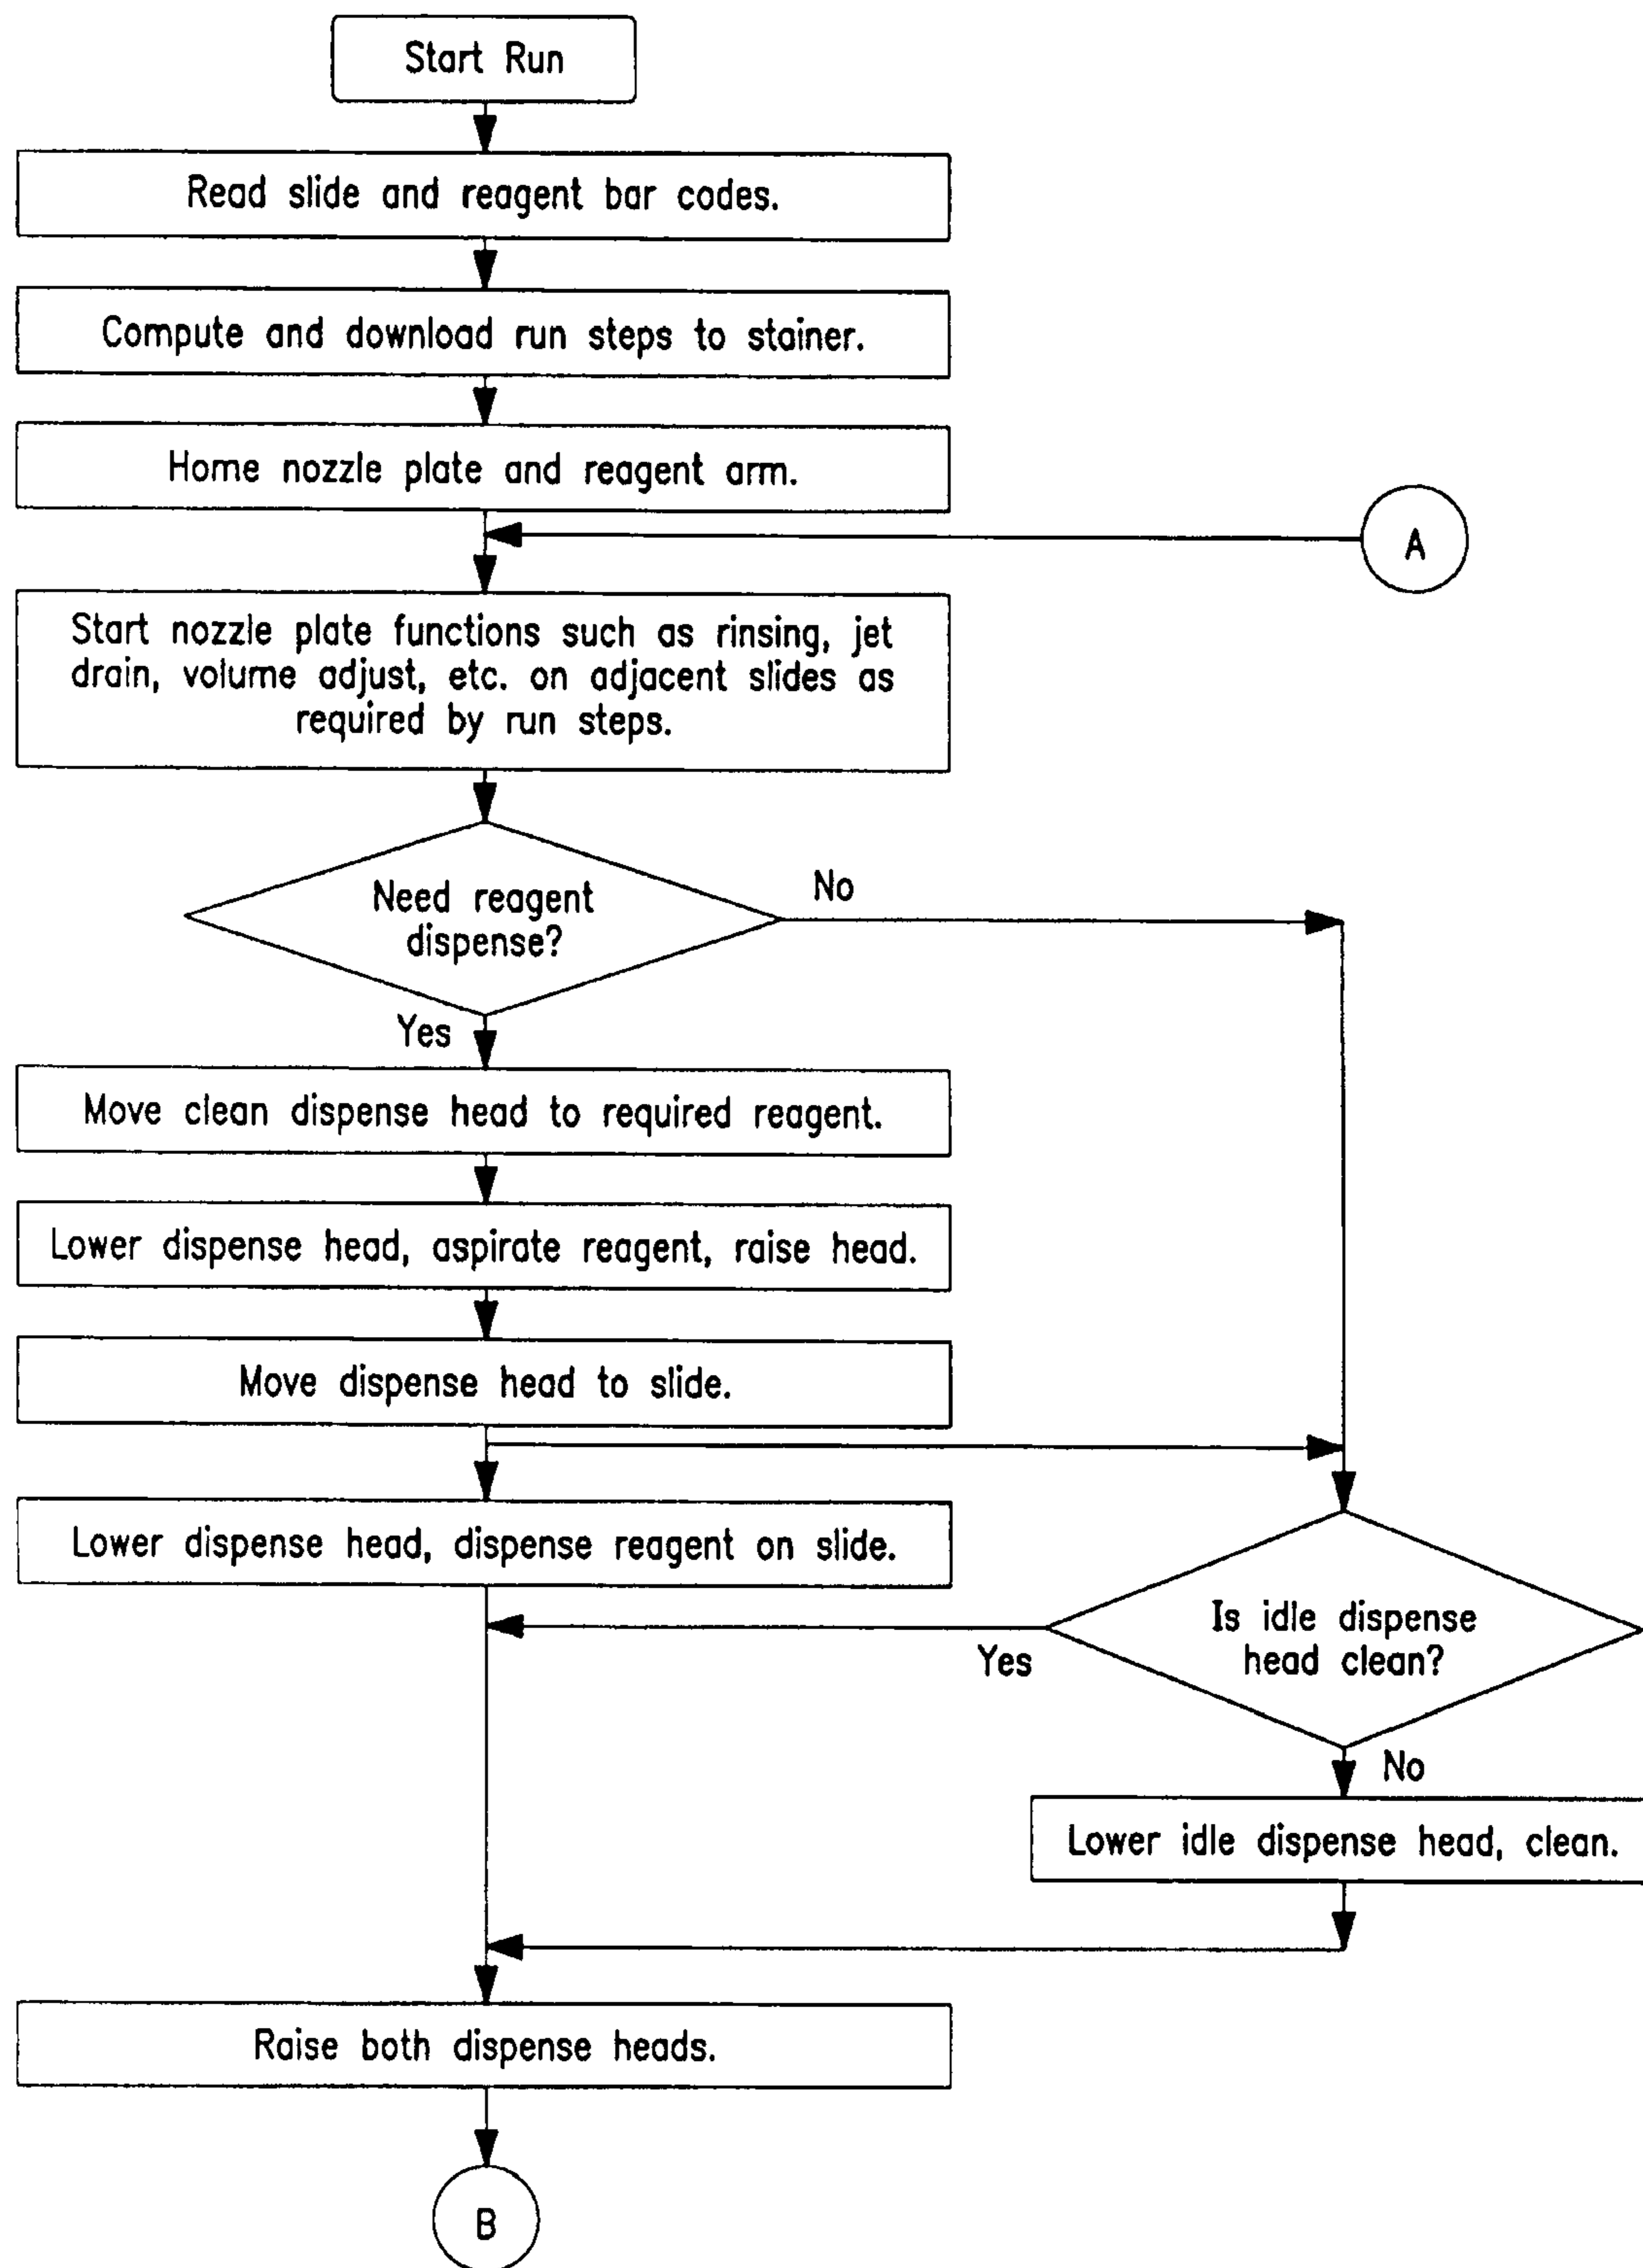 Start Run
Read slide and reagent bar codes.
Compute and download run steps to stainer.
Home nozzle plate and reagent arm.
A
Start nozzle plate functions such as rinsing, jet
drain, volume adjust, etc. on adjacent slides as
required by run steps.
Need reagent
dispense?
No
Yes
Move clean dispense head to required reagent.
Lower dispense head, aspirate reagent, raise head.
Move dispense head to slide.
Lower dispense head, dispense reagent on slide.
Is idle dispense
head clean?
Yes
No
Lower idle dispense head, clean.
Raise both dispense heads.
B